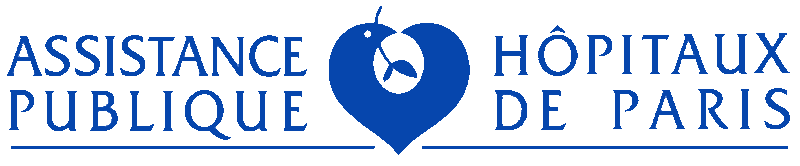 ASSISTANCE
PUBLIQUE
HÔPITAUX
DE PARIS